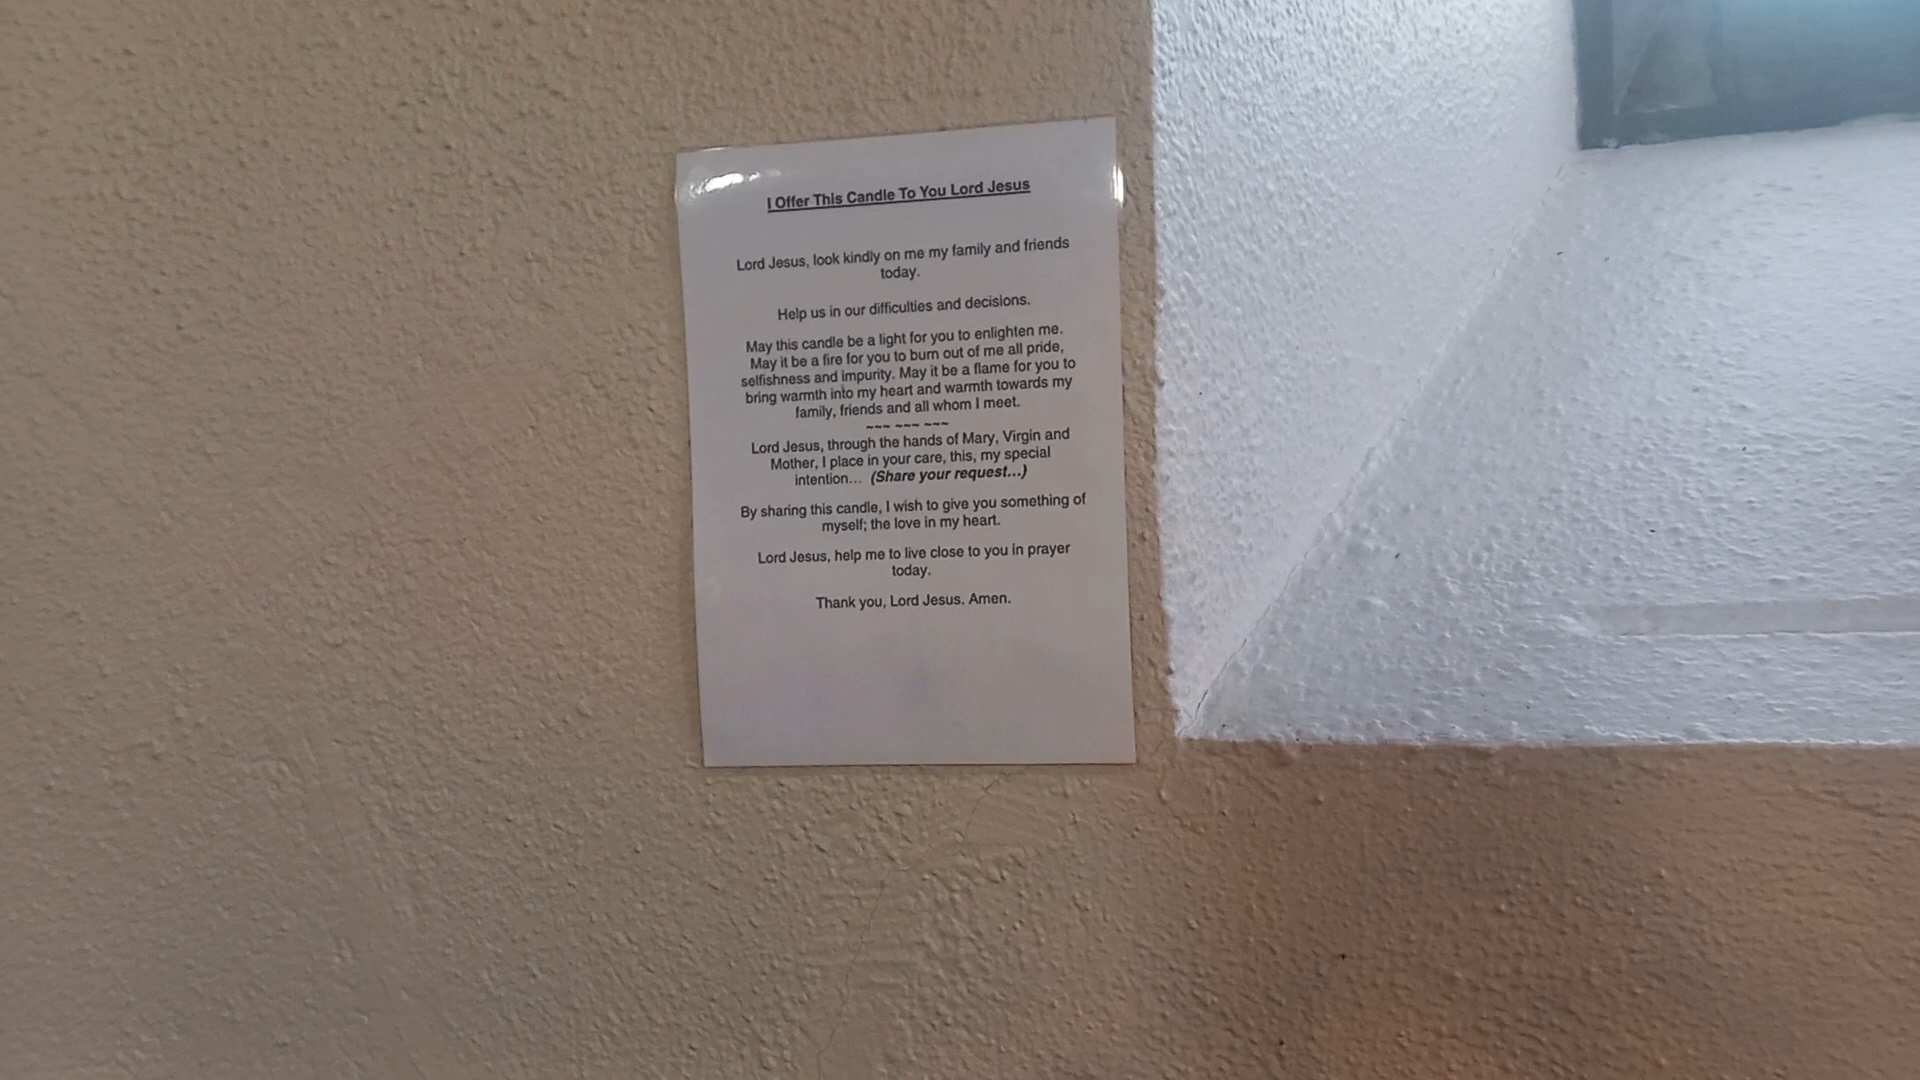 I Offer This Candle To You Lord Jesus
Lord Jesus, look kindly on me my family and friends
today.
Help us in our difficulties and decisions.
May this candle be a light for you to enlighten me.
May it be a fire for you to burn out of me all pride,
selfishness and impurity. May it be a flame for you to
bring warmth into my heart and warmth towards my
family, friends and all whom I meet.
~~~ ~~~ ~~~
Lord Jesus, through the hands of Mary, Virgin and
Mother, I place in your care, this, my special
intention... (Share your request...)
By sharing this candle, I wish to give you something of
myself; the love in my heart.
Lord Jesus, help me to live close to you in prayer
today.
Thank you, Lord Jesus. Amen.